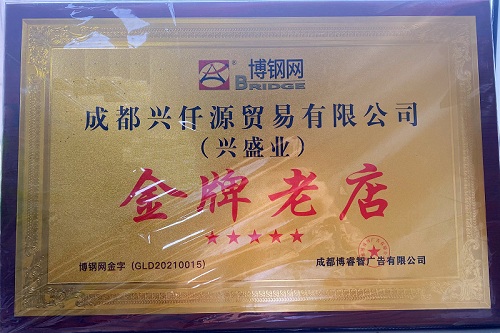 博钢网
BRIDGE
成都兴仟源贸易有限公司
（兴盛业）
金牌老店
★★★★★
博钢网金字（GLD20210015）
成都博睿智广告有限公司